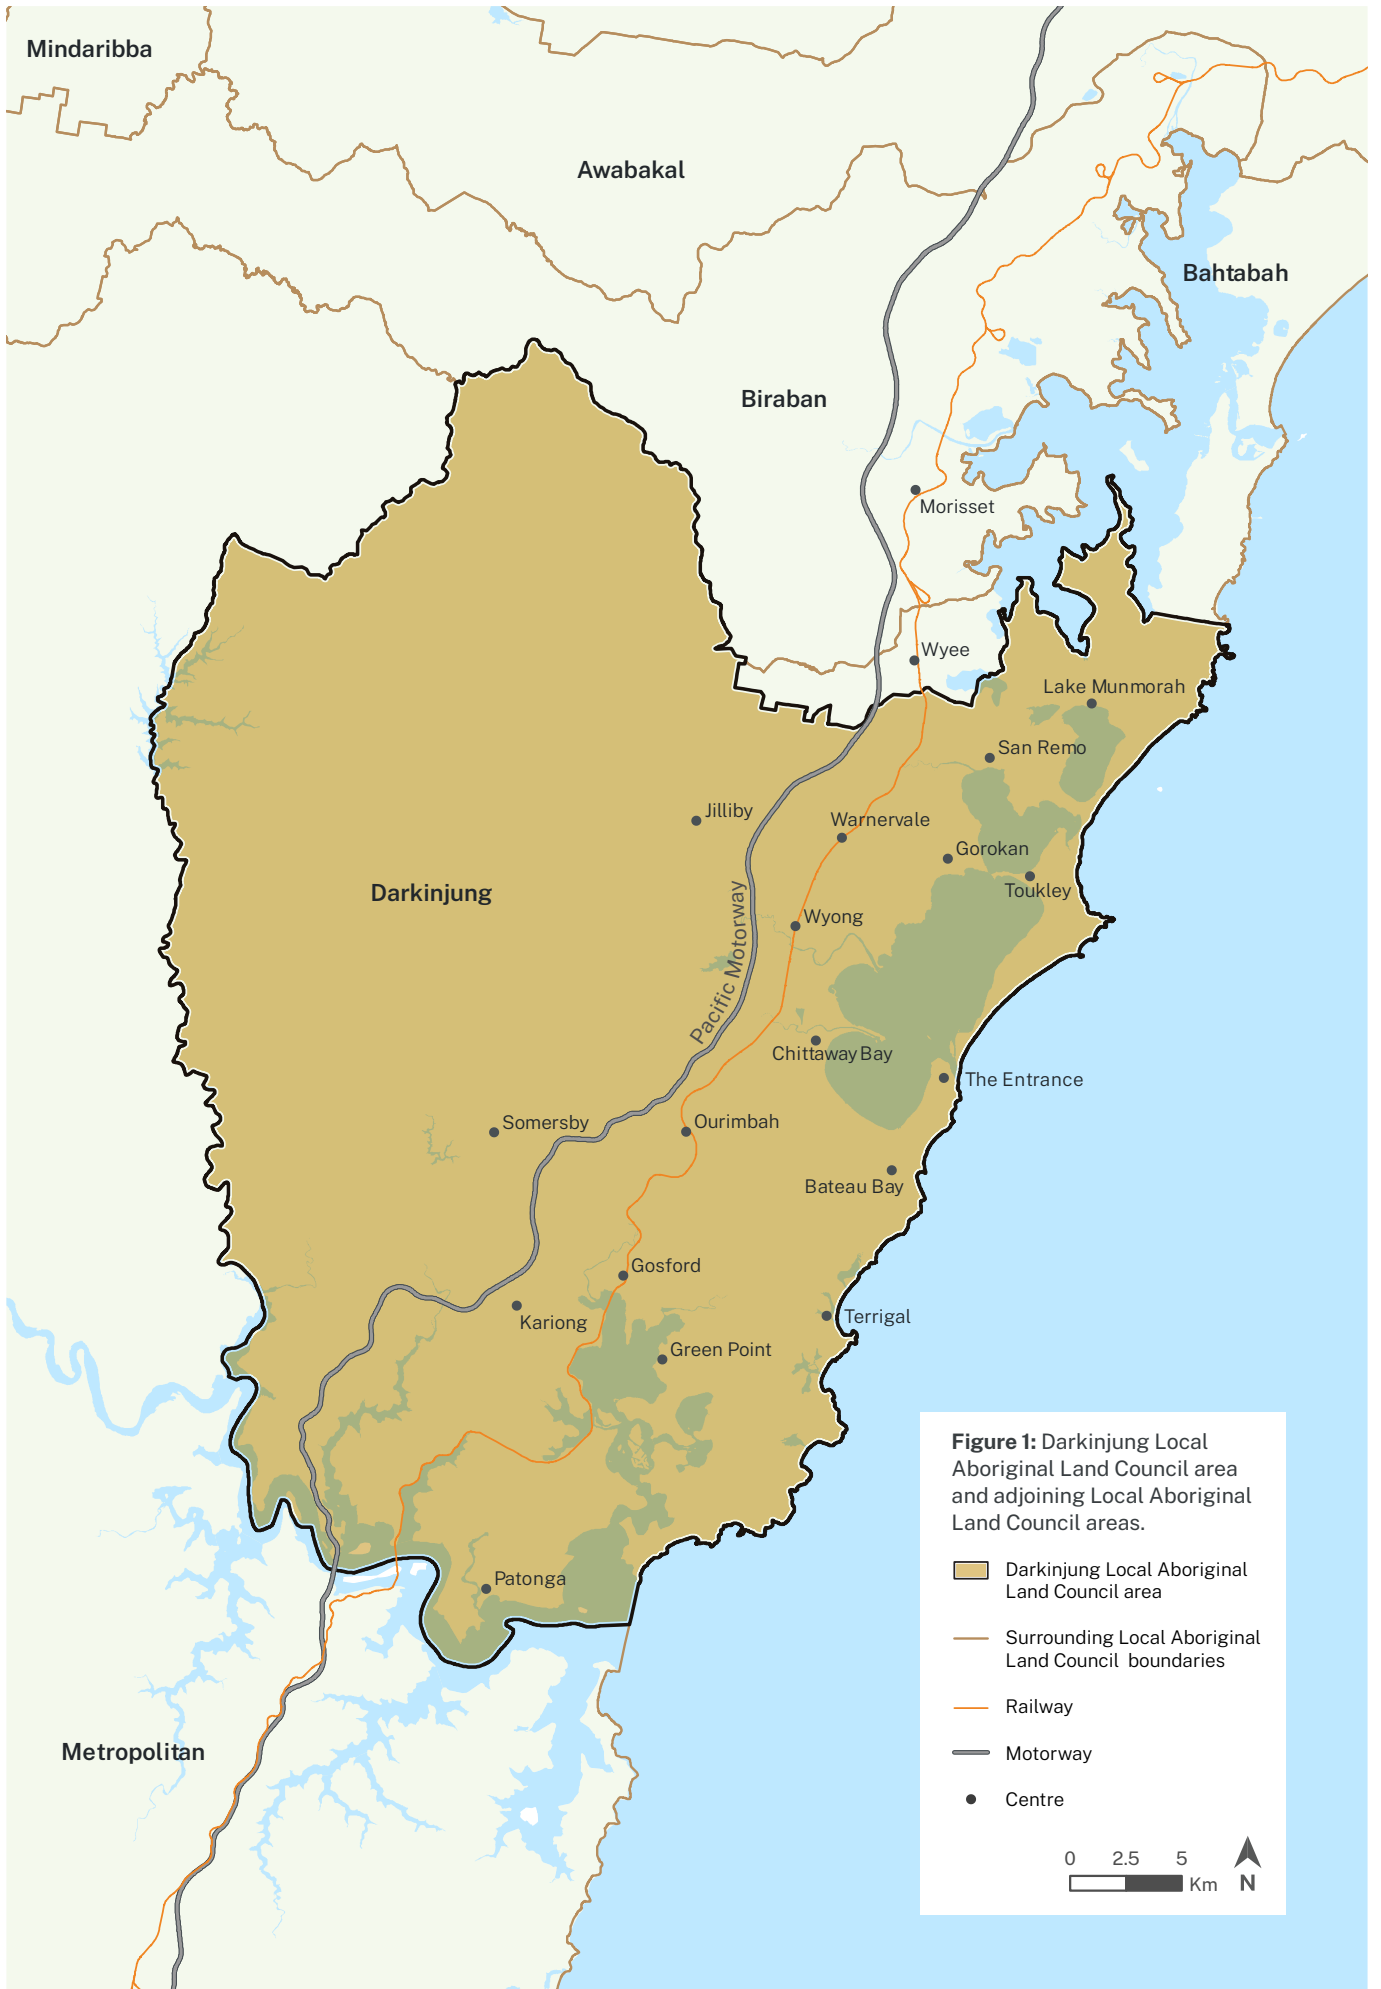 Mindaribba
Awabakal
Bahtabah
Biraban
Morisset
Wyee
Lake Munmorah
San Remo
Jilliby
Warnervale
Gorokan
Toukley
Darkinjung
Wyong
Pacific Motorway
Chittaway Bay
The Entrance
Somersby
Ourimbah
Bateau Bay
Gosford
Kariong
Terrigal
Green Point
Patonga
Metropolitan
Figure 1: Darkinjung Local
Aboriginal Land Council area
and adjoining Local Aboriginal
Land Council areas.
Darkinjung Local Aboriginal
Land Council area
Surrounding Local Aboriginal
Land Council boundaries
Railway
Motorway
Centre
0 2.5 5
Km N